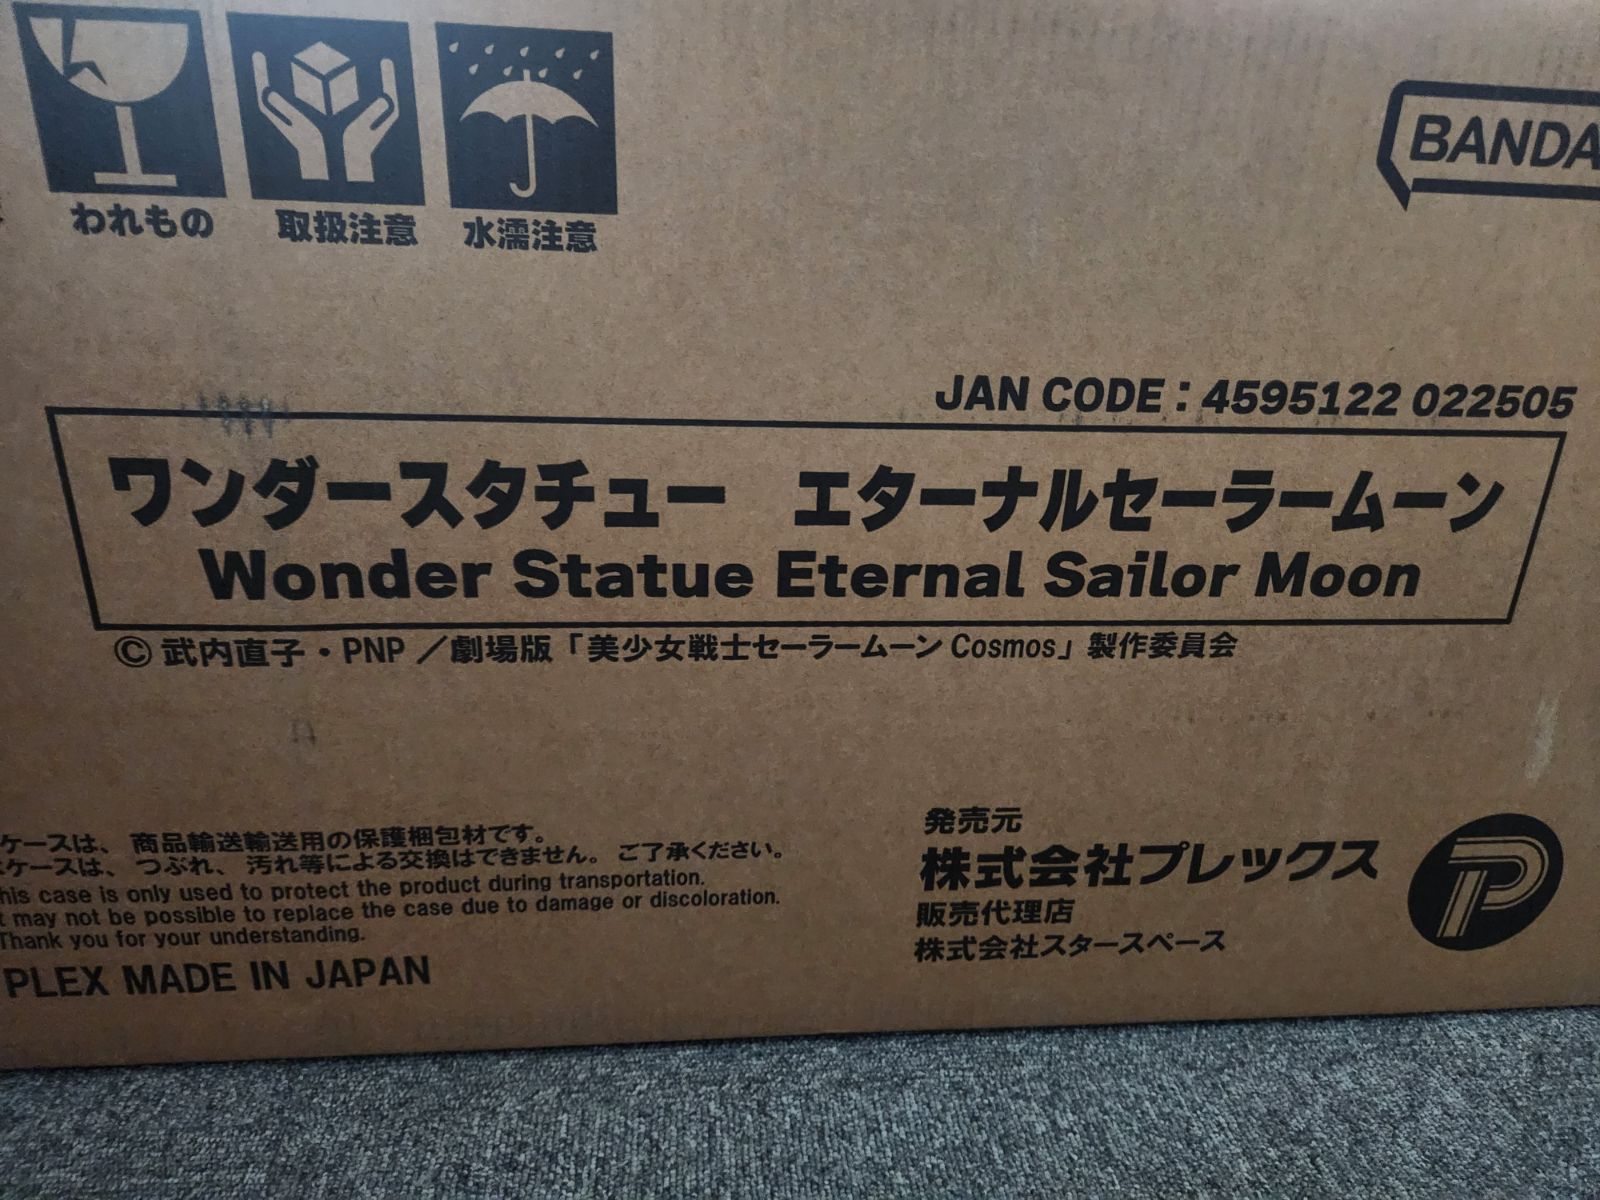 われもの
取扱注意
水濡注意
BANDA
JAN CODE : 4595122 022505
ワンダースタチュー エターナルセーラームーン
Wonder Statue Eternal Sailor Moon
© 武内直子・PNP／劇場版「美少女戦士セーラームーン Cosmos」製作委員会
ケースは、商品輸送輸送用の保護梱包材です。
ケースは、つぶれ、汚れ等による交換はできません。ご了承ください。
his case is only used to protect the product during transportation.
t may not be possible to replace the case due to damage or discoloration.
Thank you for your understanding.
PLEX MADE IN JAPAN
発売元
株式会社プレックス
販売代理店
株式会社スタースペース